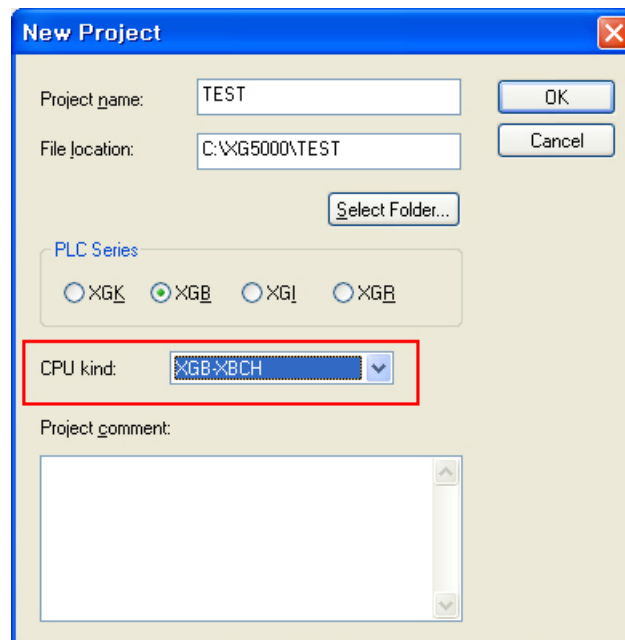 New Project
Project name:
TEST
OK
File location:
C:\XG5000\TEST
Cancel
Select Folder...
PLC Series
XGK
XGB
XGI
XGR
CPU kind:
XGB-XBCH
Project comment: